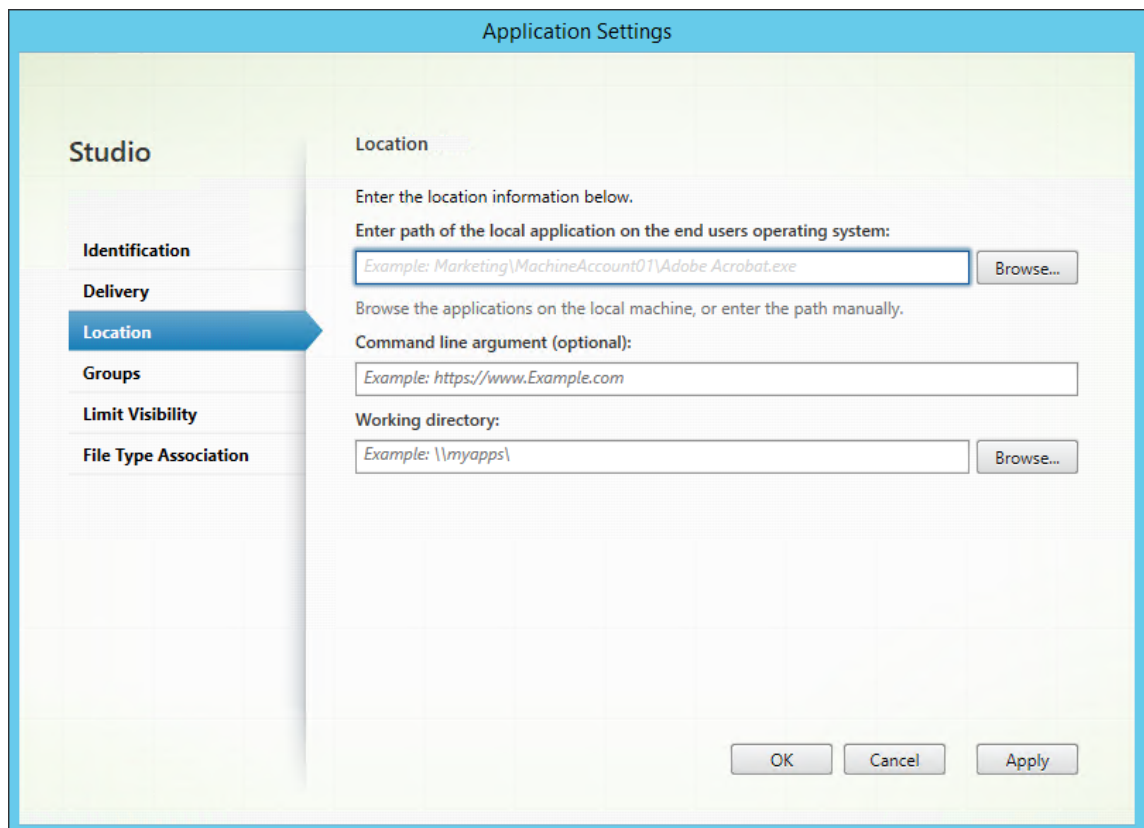 Application Settings
Studio
Identification
Delivery
Location
Groups
Limit Visibility
File Type Association
Location
Enter the location information below.
Enter path of the local application on the end users operating system:
Example: Marketing\MachineAccount01\Adobe Acrobat.exe
Browse...
Browse the applications on the local machine, or enter the path manually.
Command line argument (optional):
Example: https://www.Example.com
Working directory:
Example: \\myapps\
Browse...
OK
Cancel
Apply